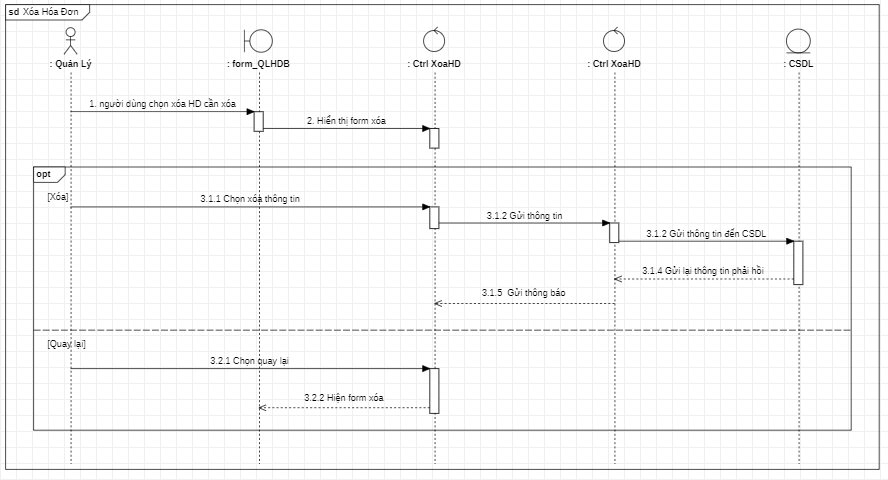 sd Xóa Hóa Đơn
: Quản Lý
: form_QLHDB
: Ctrl XoaHD
: Ctrl XoaHD
: CSDL
1. người dùng chọn xóa HD cần xóa
2. Hiển thị form xóa
opt
[Xóa]
3.1.1 Chọn xóa thông tin
3.1.2 Gửi thông tin
3.1.2 Gửi thông tin đến CSDL
3.1.4 Gửi lại thông tin phải hồi
3.1.5 Gửi thông báo
[Quay lại]
3.2.1 Chọn quay lại
3.2.2 Hiện form xóa